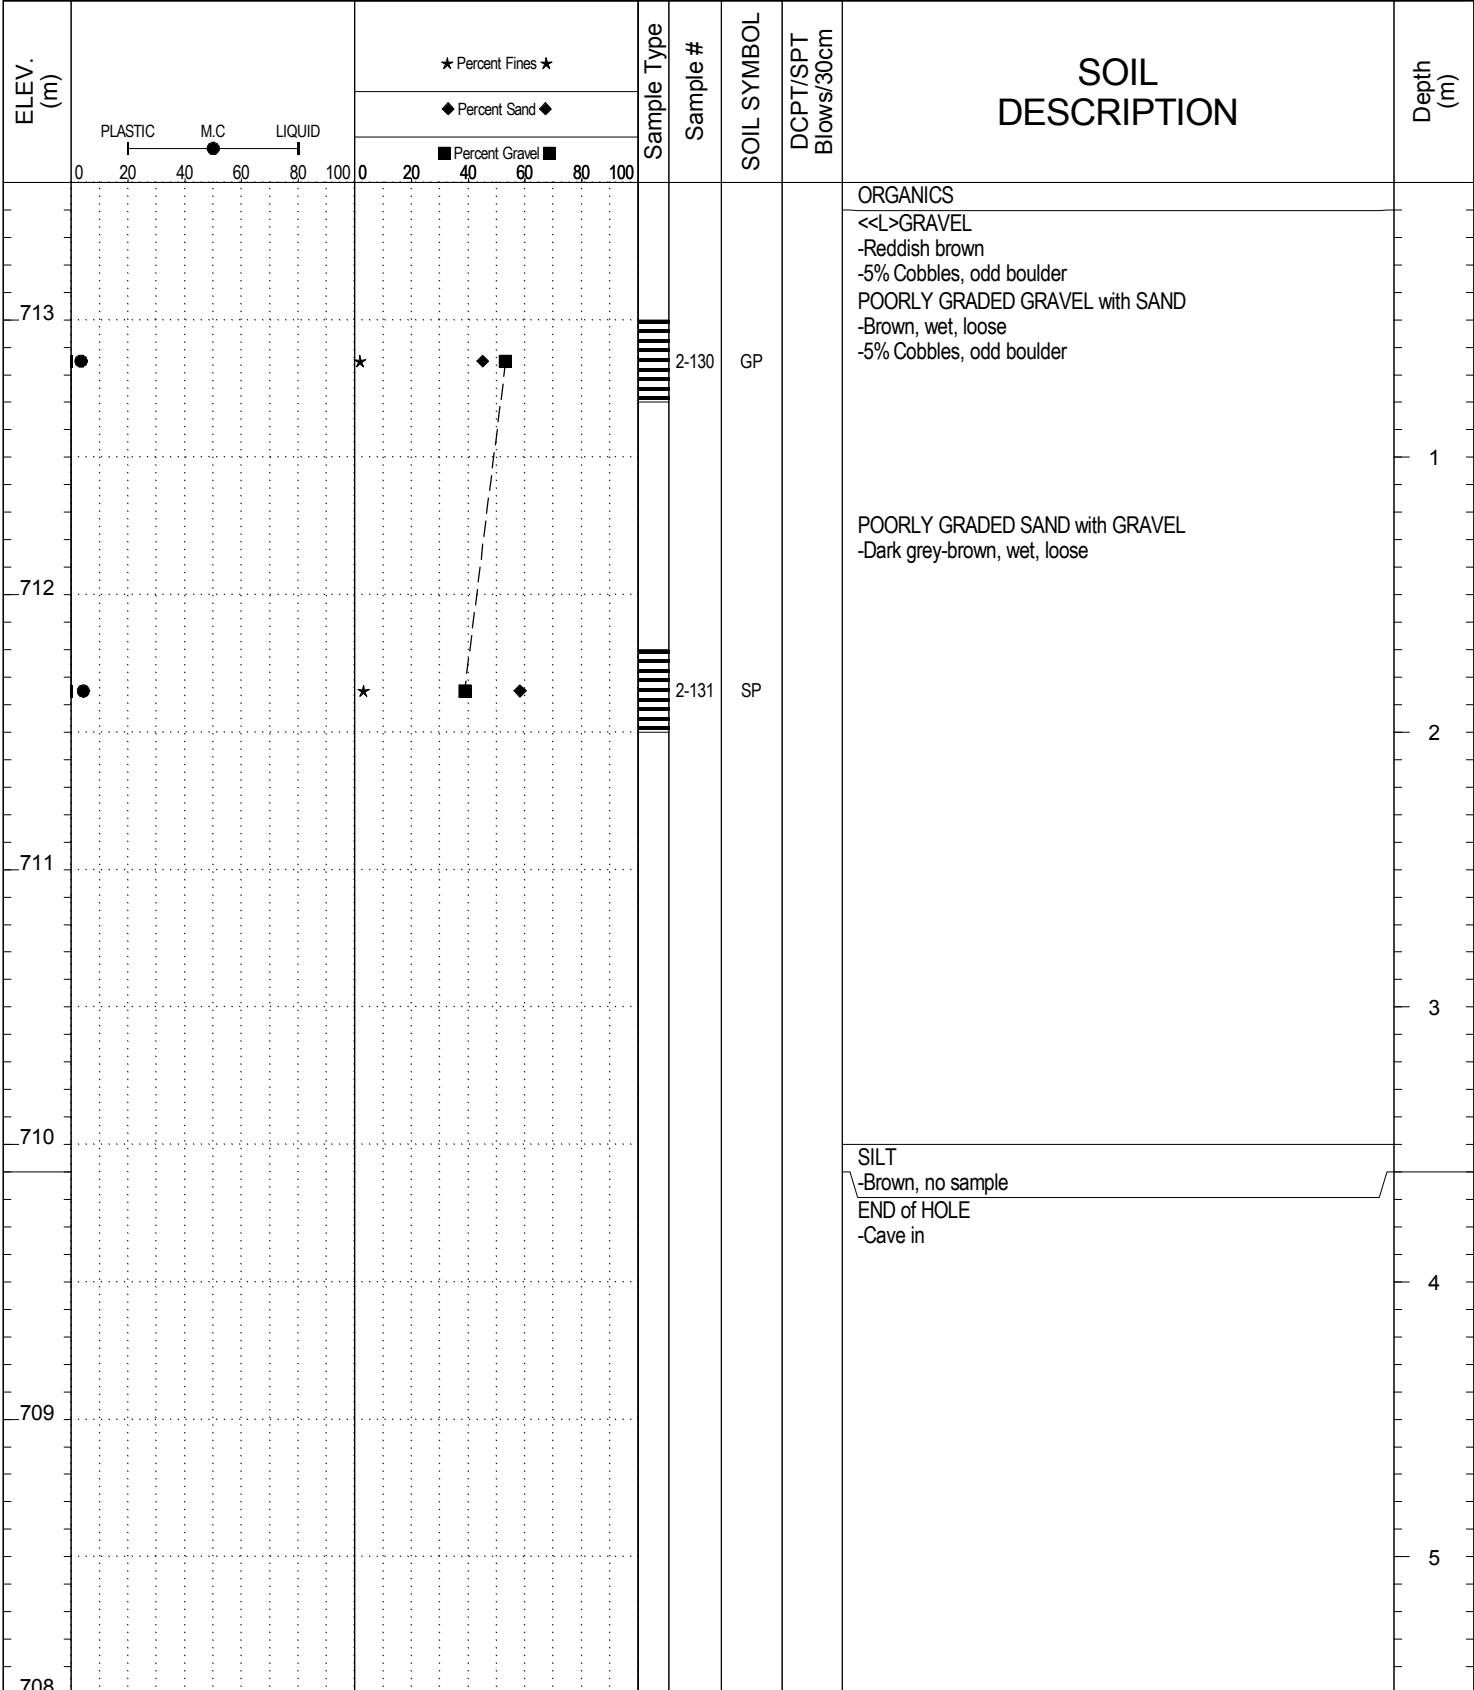 ELEV.
(m)
PLASTIC M.C LIQUID
0 20 40 60 80 100
★ Percent Fines ★
◆ Percent Sand ◆
■ Percent Gravel ■
0 20 40 60 80 100
Sample Type
Sample #
SOIL SYMBOL
DCPT/SPT
Blows/30cm
SOIL
DESCRIPTION
Depth
(m)
ORGANICS
<<L>GRAVEL
-Reddish brown
-5% Cobbles, odd boulder
POORLY GRADED GRAVEL with SAND
713
-Brown, wet, loose
-5% Cobbles, odd boulder
2-130 GP
1
POORLY GRADED SAND with GRAVEL
-Dark grey-brown, wet, loose
712
2-131 SP
2
711
3
710
SILT
-Brown, no sample
END of HOLE
-Cave in
4
709
5
708